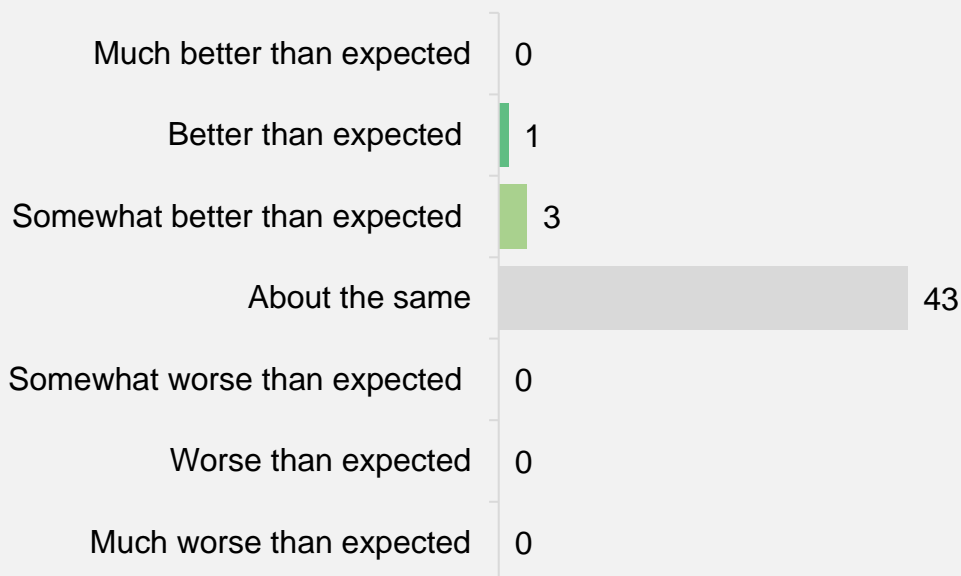 Much better than expected 0
Better than expected 1
Somewhat better than expected 3
About the same 43
Somewhat worse than expected 0
Worse than expected 0
Much worse than expected 0